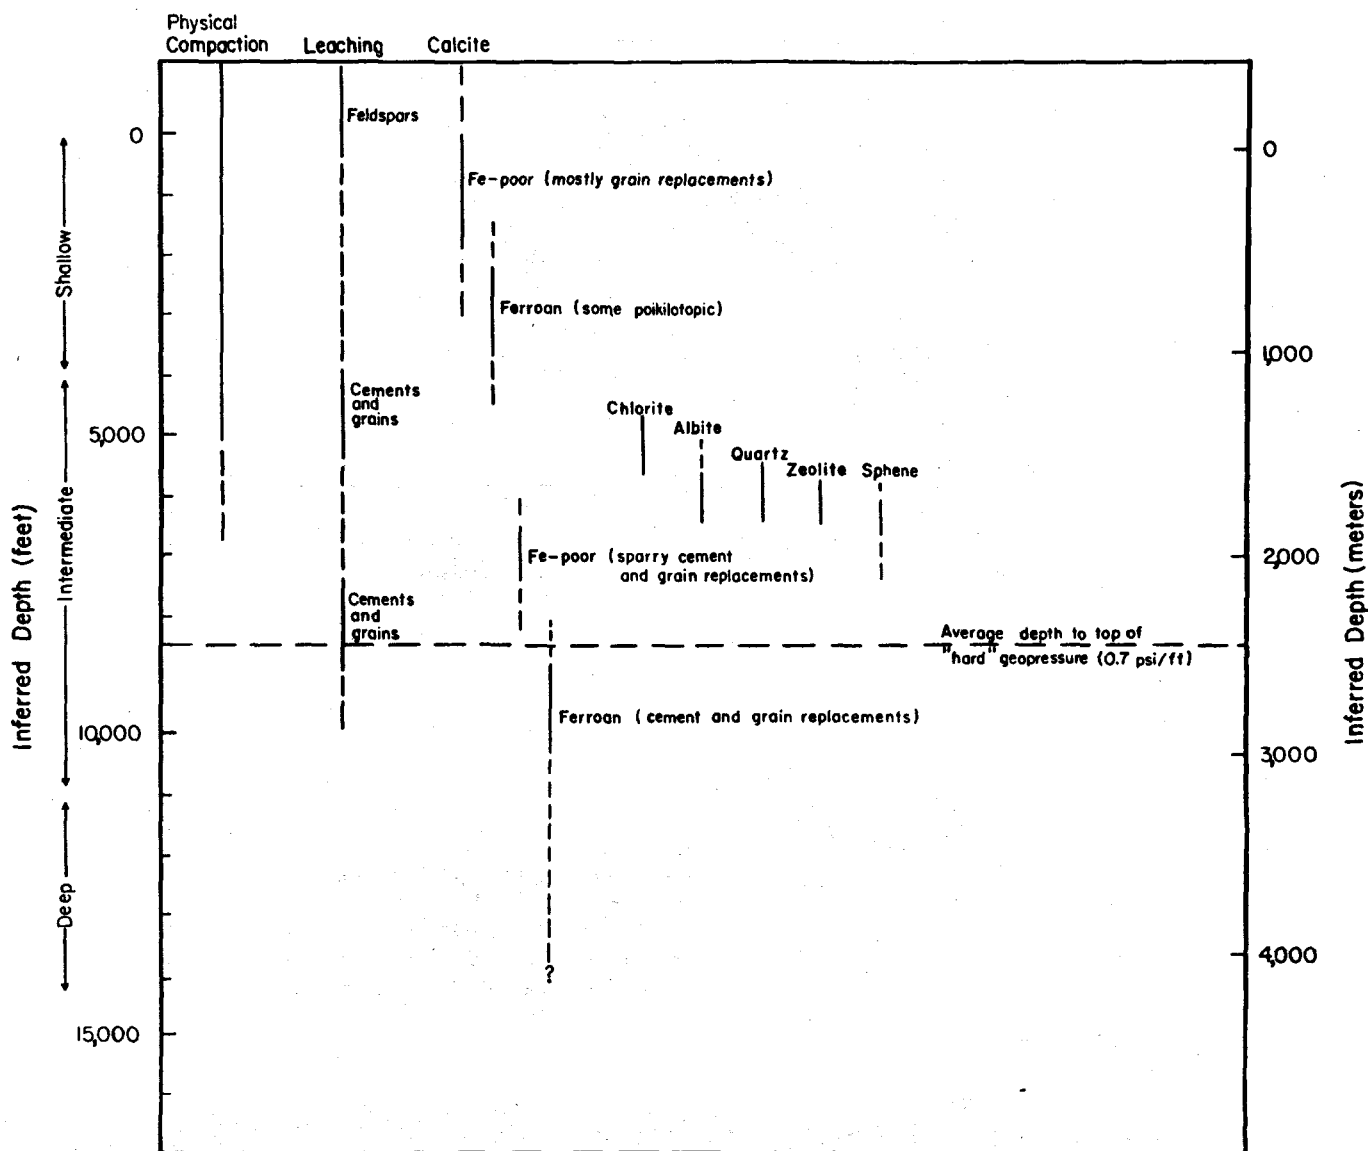 Physical
Compaction
Leaching
Calcite
Feldspars
0
0
Fe-poor (mostly grain replacements)
Shallow
Ferroan (some poikilotopic)
1,000
Cements
and
grains
Chlorite
Albite
5,000
Quartz
Zeolite
Sphene
Inferred Depth (feet)
Intermediate
Fe-poor (sparry cement
and grain replacements)
2,000
Inferred Depth (meters)
Cements
and
grains
Average depth to top of
"hard" geopressure (0.7 psi/ft)
Ferroan (cement and grain replacements)
10,000
3,000
Deep
4,000
?
15,000